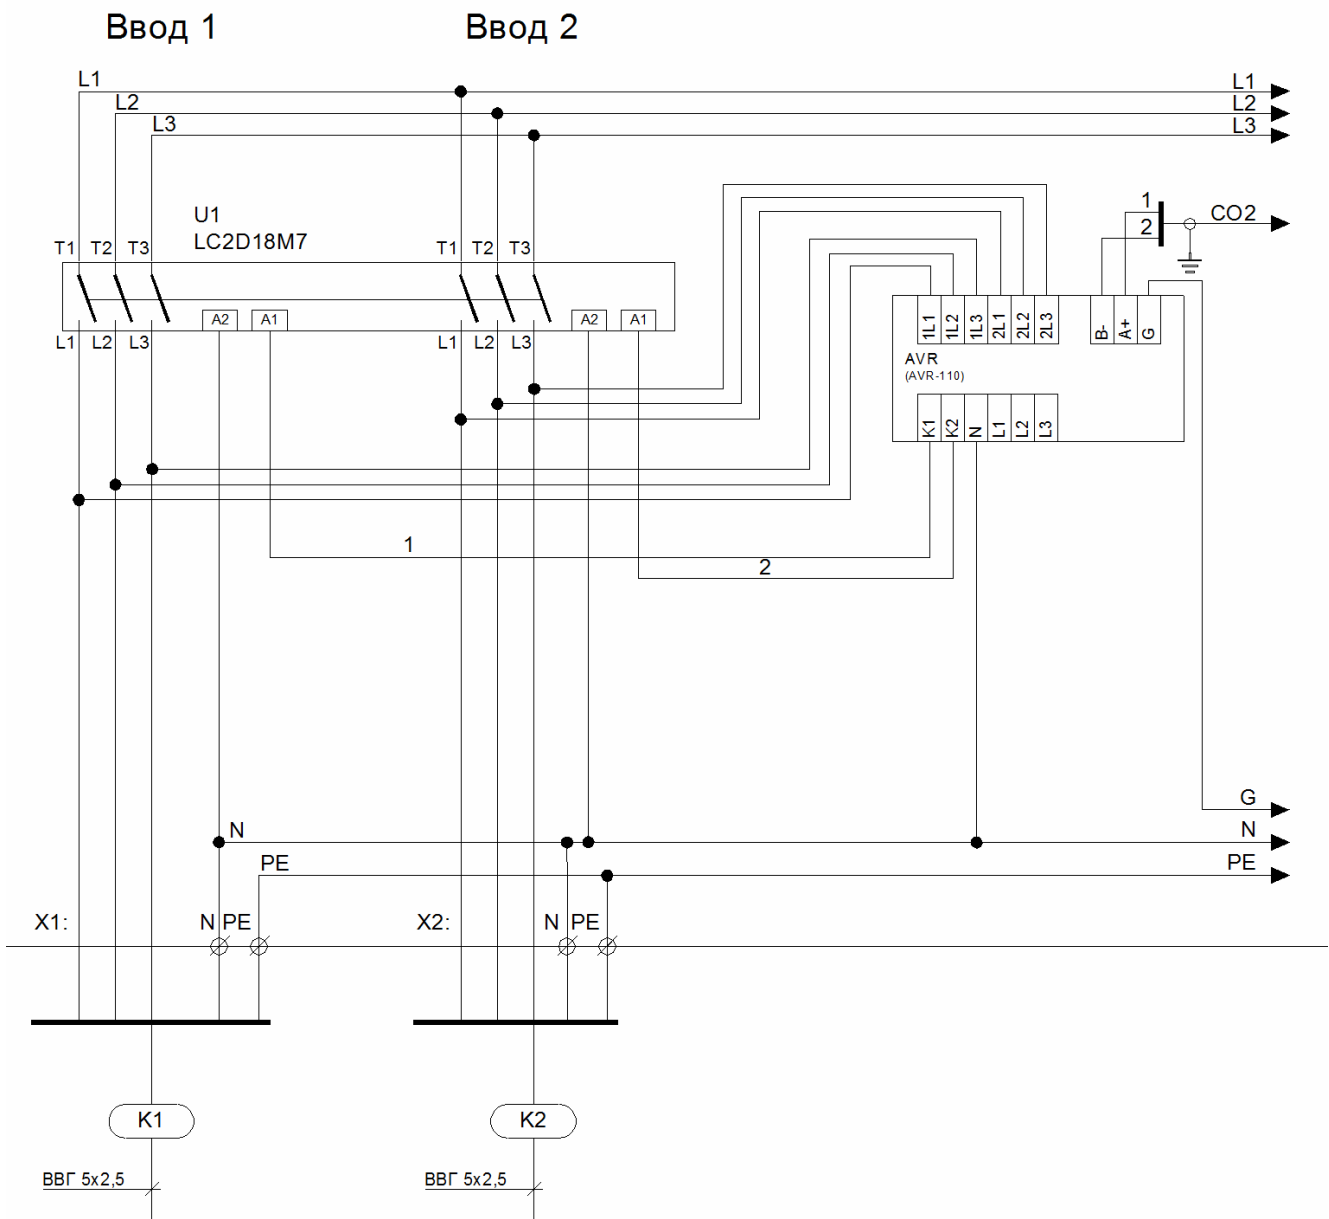 Ввод 1 Ввод 2
L1 L1
L2 L2
L3 L3
1
U1 CO2
LC2D18M7 2
T1 T2 T3 T1 T2 T3
A2 A1 A2 A1
1L1 1L2 1L3 2L1 2L2 2L3 B- A+ G
L1 L2 L3 L1 L2 L3
AVR
(AVR-110)
K1 K2 N L1 L2 L3
1
2
G
N N
PE PE
X1: N PE X2: N PE
K1 K2
ВВГ 5x2,5 ВВГ 5x2,5